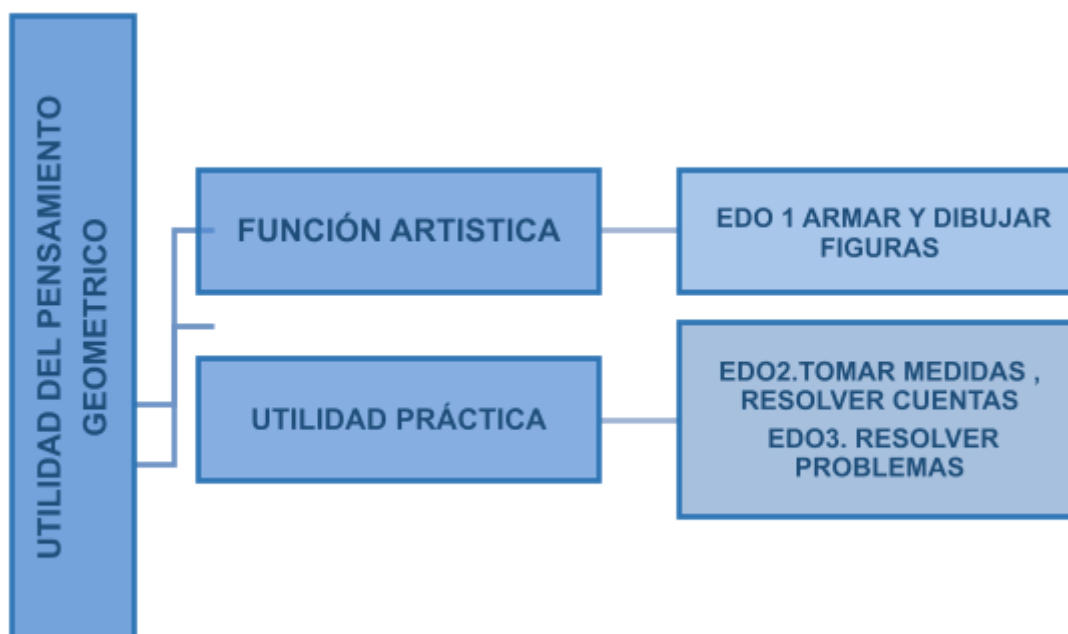 UTILIDAD DEL PENSAMIENTO
GEOMETRICO
FUNCIÓN ARTISTICA
EDO 1 ARMAR Y DIBUJAR
FIGURAS
UTILIDAD PRÁCTICA
EDO2.TOMAR MEDIDAS ,
RESOLVER CUENTAS
EDO3. RESOLVER
PROBLEMAS